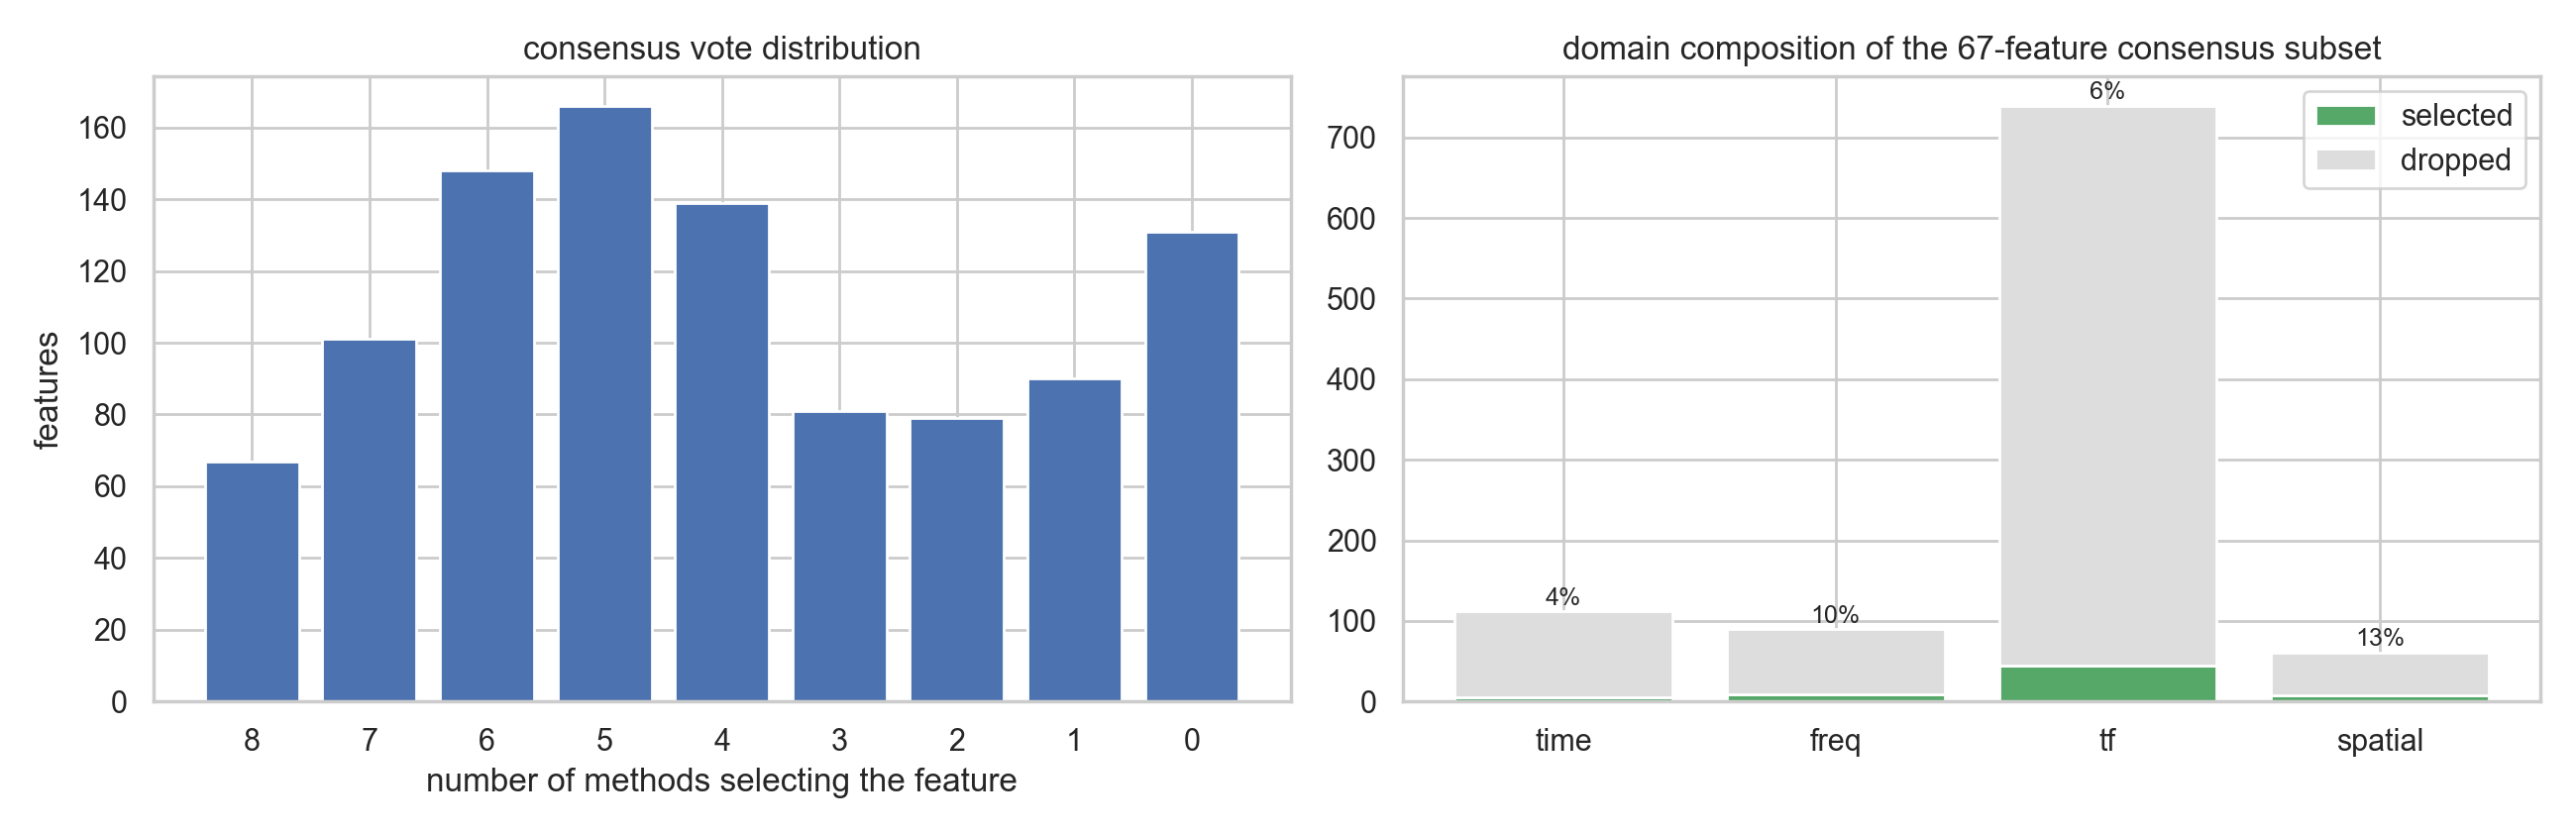 consensus vote distribution
features
160
140
120
100
80
60
40
20
0
8 7 6 5 4 3 2 1 0
number of methods selecting the feature
domain composition of the 67-feature consensus subset
selected
dropped
700
600
500
400
300
200
100
0
4% 10% 6% 13%
time freq tf spatial